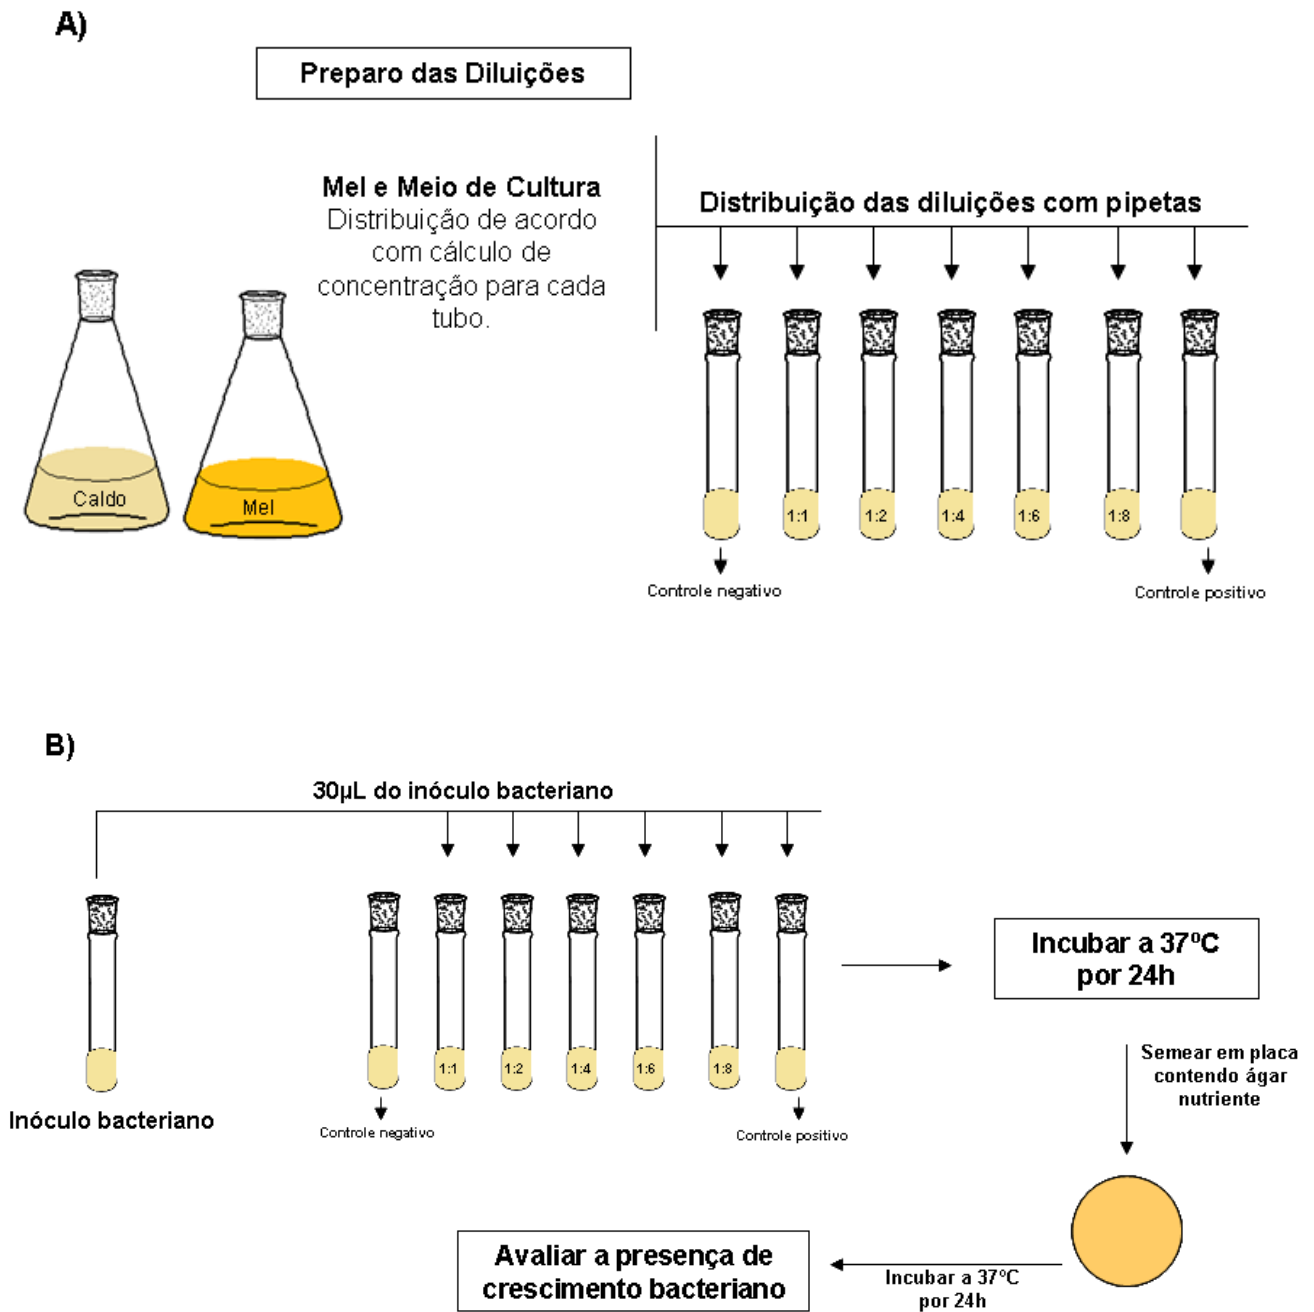 A)
Preparo das Diluições
Mel e Meio de Cultura
Distribuição de acordo
com cálculo de
concentração para cada
tubo.
Distribuição das diluições com pipetas
Caldo
Mel
1:1
1:2
1:4
1:6
1:8
Controle negativo
Controle positivo
B)
30µL do inóculo bacteriano
Inóculo bacteriano
1:1
1:2
1:4
1:6
1:8
Controle negativo
Controle positivo
Incubar a 37ºC
por 24h
Semear em placa
contendo ágar
nutriente
Incubar a 37ºC
por 24h
Avaliar a presença de
crescimento bacteriano